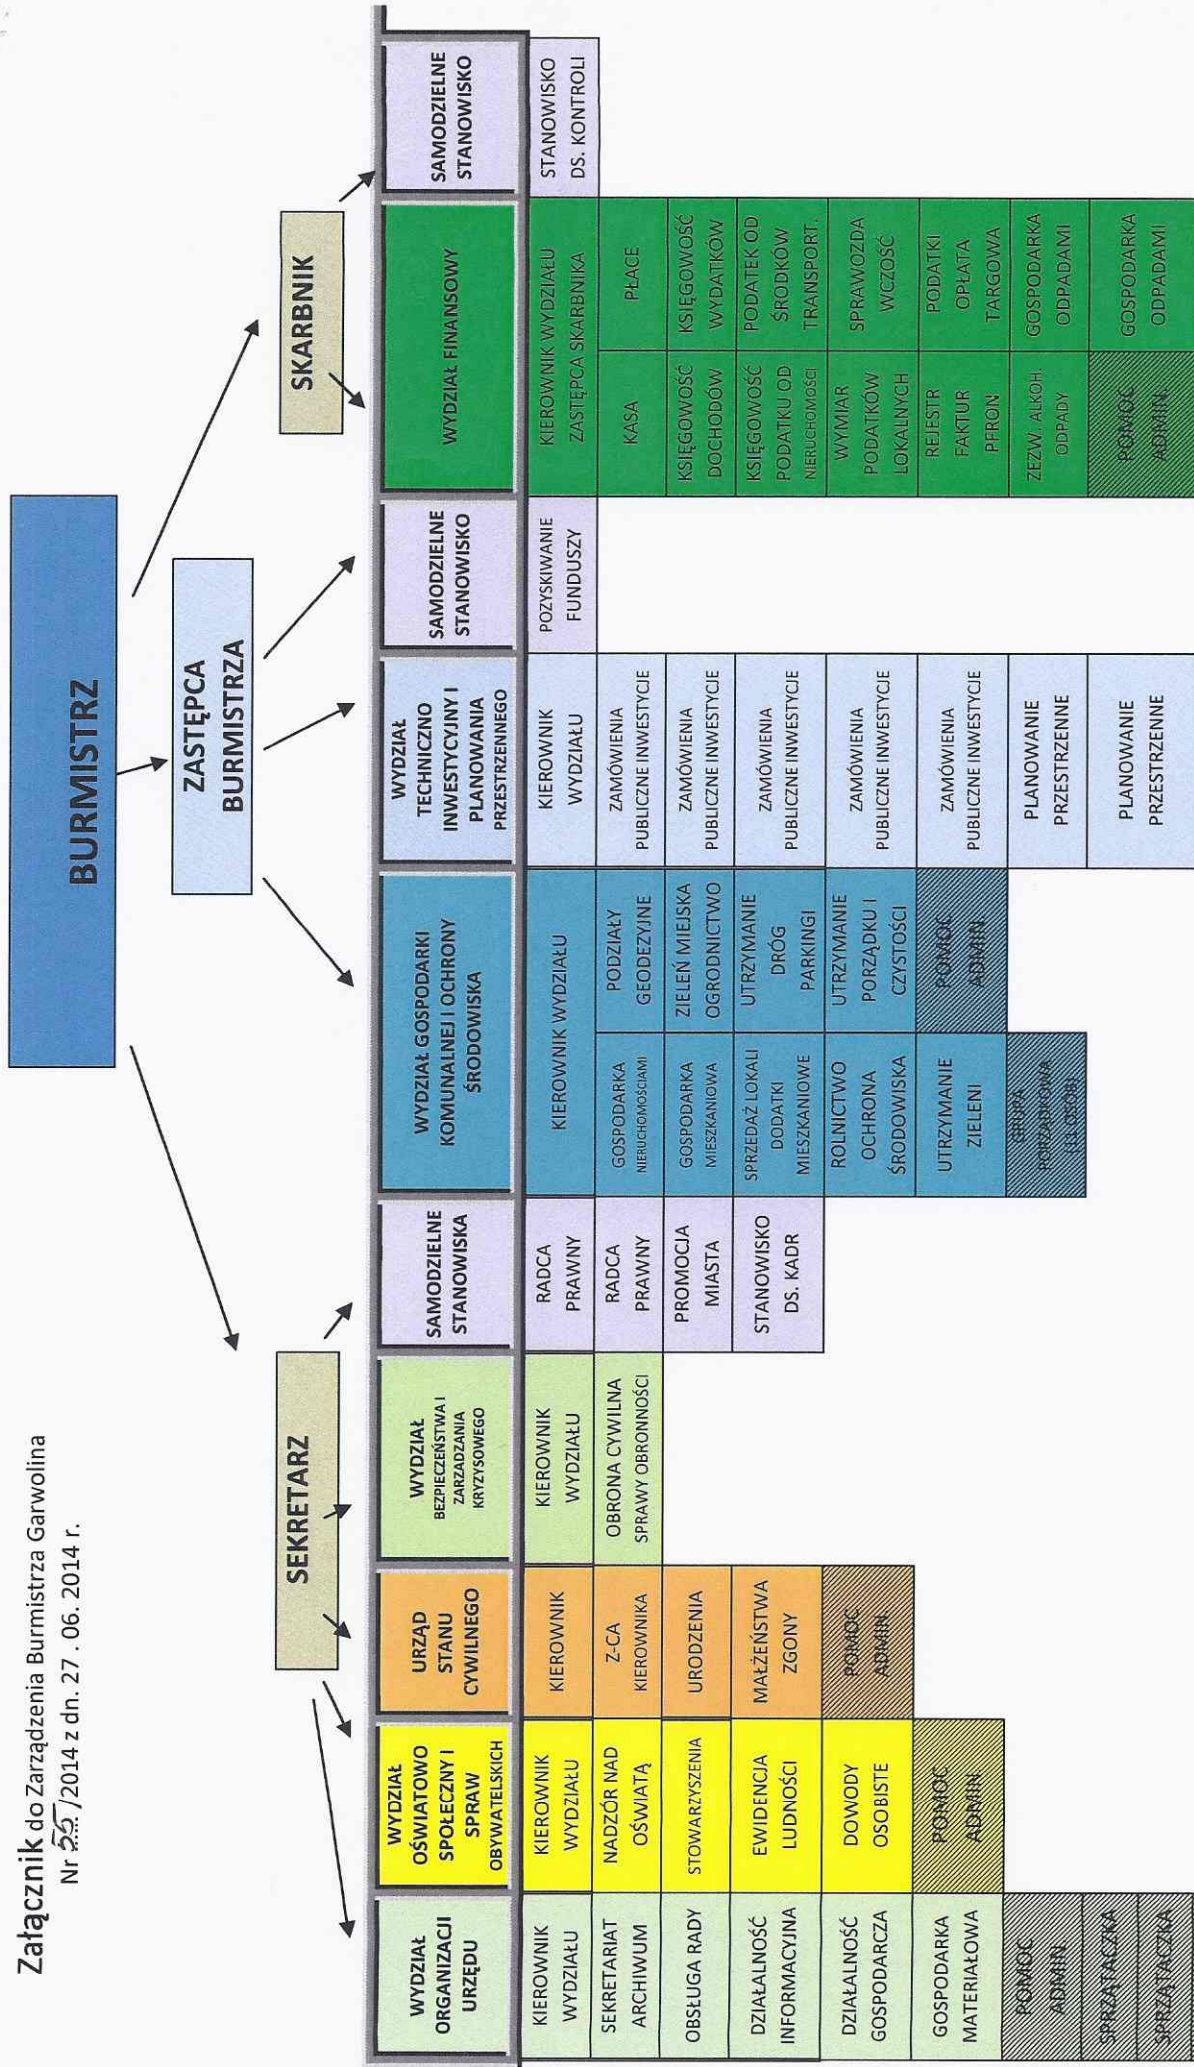 Załącznik do Zarządzenia Burmistrza Garwolina
Nr 55/2014 z dn. 27 . 06. 2014 r.
BURMISTRZ
ZASTĘPCA
BURMISTRZA
SEKRETARZ
SKARBNIK
WYDZIAŁ
ORGANIZACJI
URZĘDU
KIEROWNIK
WYDZIAŁU
SEKRETARIAT
ARCHIWUM
OBSŁUGA RADY
DZIAŁALNOŚĆ
INFORMACYJNA
DZIAŁALNOŚĆ
GOSPODARCZA
GOSPODARKA
MATERIAŁOWA
POMOC
ADMIN
SPRZĄTACZKA
SPRZĄTACZKA
WYDZIAŁ
OŚWIATOWO
SPOŁECZNY I
SPRAW
OBYWATELSKICH
KIEROWNIK
WYDZIAŁU
NADZÓR NAD
OŚWIATĄ
STOWARZYSZENIA
EWIDENCJA
LUDNOŚCI
DOWODY
OSOBISTE
POMOC
ADMIN
URZĄD
STANU
CYWILNEGO
KIEROWNIK
Z-CA
KIEROWNIKA
URODZENIA
MAŁŻEŃSTWA
ZGONY
POMOC
ADMIN
WYDZIAŁ
BEZPIECZEŃSTWA I
ZARZADZANIA
KRYZYSOWEGO
KIEROWNIK
WYDZIAŁU
OBRONA CYWILNA
SPRAWY OBRONNOŚCI
SAMODZIELNE
STANOWISKA
RADCA
PRAWNY
RADCA
PRAWNY
PROMOCJA
MIASTA
STANOWISKO
DS. KADR
WYDZIAŁ GOSPODARKI
KOMUNALNEJ I OCHRONY
ŚRODOWISKA
KIEROWNIK WYDZIAŁU
GOSPODARKA
NIERUCHOMOŚCIAMI
PODZIAŁY
GEODEZYJNE
GOSPODARKA
MIESZKANIOWA
ZIELEŃ MIEJSKA
OGRODNICTWO
SPRZEDAŻ LOKALI
DODATKI
MIESZKANIOWE
UTRZYMANIE
DRÓG
PARKINGI
ROLNICTWO
OCHRONA
ŚRODOWISKA
UTRZYMANIE
PORZĄDKU I
CZYSTOŚCI
UTRZYMANIE
ZIELENI
POMOC
ADMIN
GRUPA
PORZĄDKOWA
(11 OSÓB)
WYDZIAŁ
TECHNICZNO
INWESTYCYJNY I
PLANOWANIA
PRZESTRZENNEGO
KIEROWNIK
WYDZIAŁU
ZAMÓWIENIA
PUBLICZNE INWESTYCJE
ZAMÓWIENIA
PUBLICZNE INWESTYCJE
ZAMÓWIENIA
PUBLICZNE INWESTYCJE
ZAMÓWIENIA
PUBLICZNE INWESTYCJE
ZAMÓWIENIA
PUBLICZNE INWESTYCJE
PLANOWANIE
PRZESTRZENNE
PLANOWANIE
PRZESTRZENNE
SAMODZIELNE
STANOWISKO
POZYSKIWANIE
FUNDUSZY
WYDZIAŁ FINANSOWY
KIEROWNIK WYDZIAŁU
ZASTĘPCA SKARBNIKA
KASA
PŁACE
KSIĘGOWOŚĆ
DOCHODÓW
KSIĘGOWOŚĆ
WYDATKÓW
KSIĘGOWOŚĆ
PODATKU OD
NIERUCHOMOŚCI
PODATEK OD
ŚRODKÓW
TRANSPORT.
WYMIAR
PODATKÓW
LOKALNYCH
SPRAWOZDA
WCZOŚĆ
REJESTR
FAKTUR
PFRON
PODATKI
OPŁATA
TARGOWA
ZEZW. ALKOH.
ODPADY
GOSPODARKA
ODPADAMI
POMOC
ADMIN
GOSPODARKA
ODPADAMI
SAMODZIELNE
STANOWISKO
STANOWISKO
DS. KONTROLI